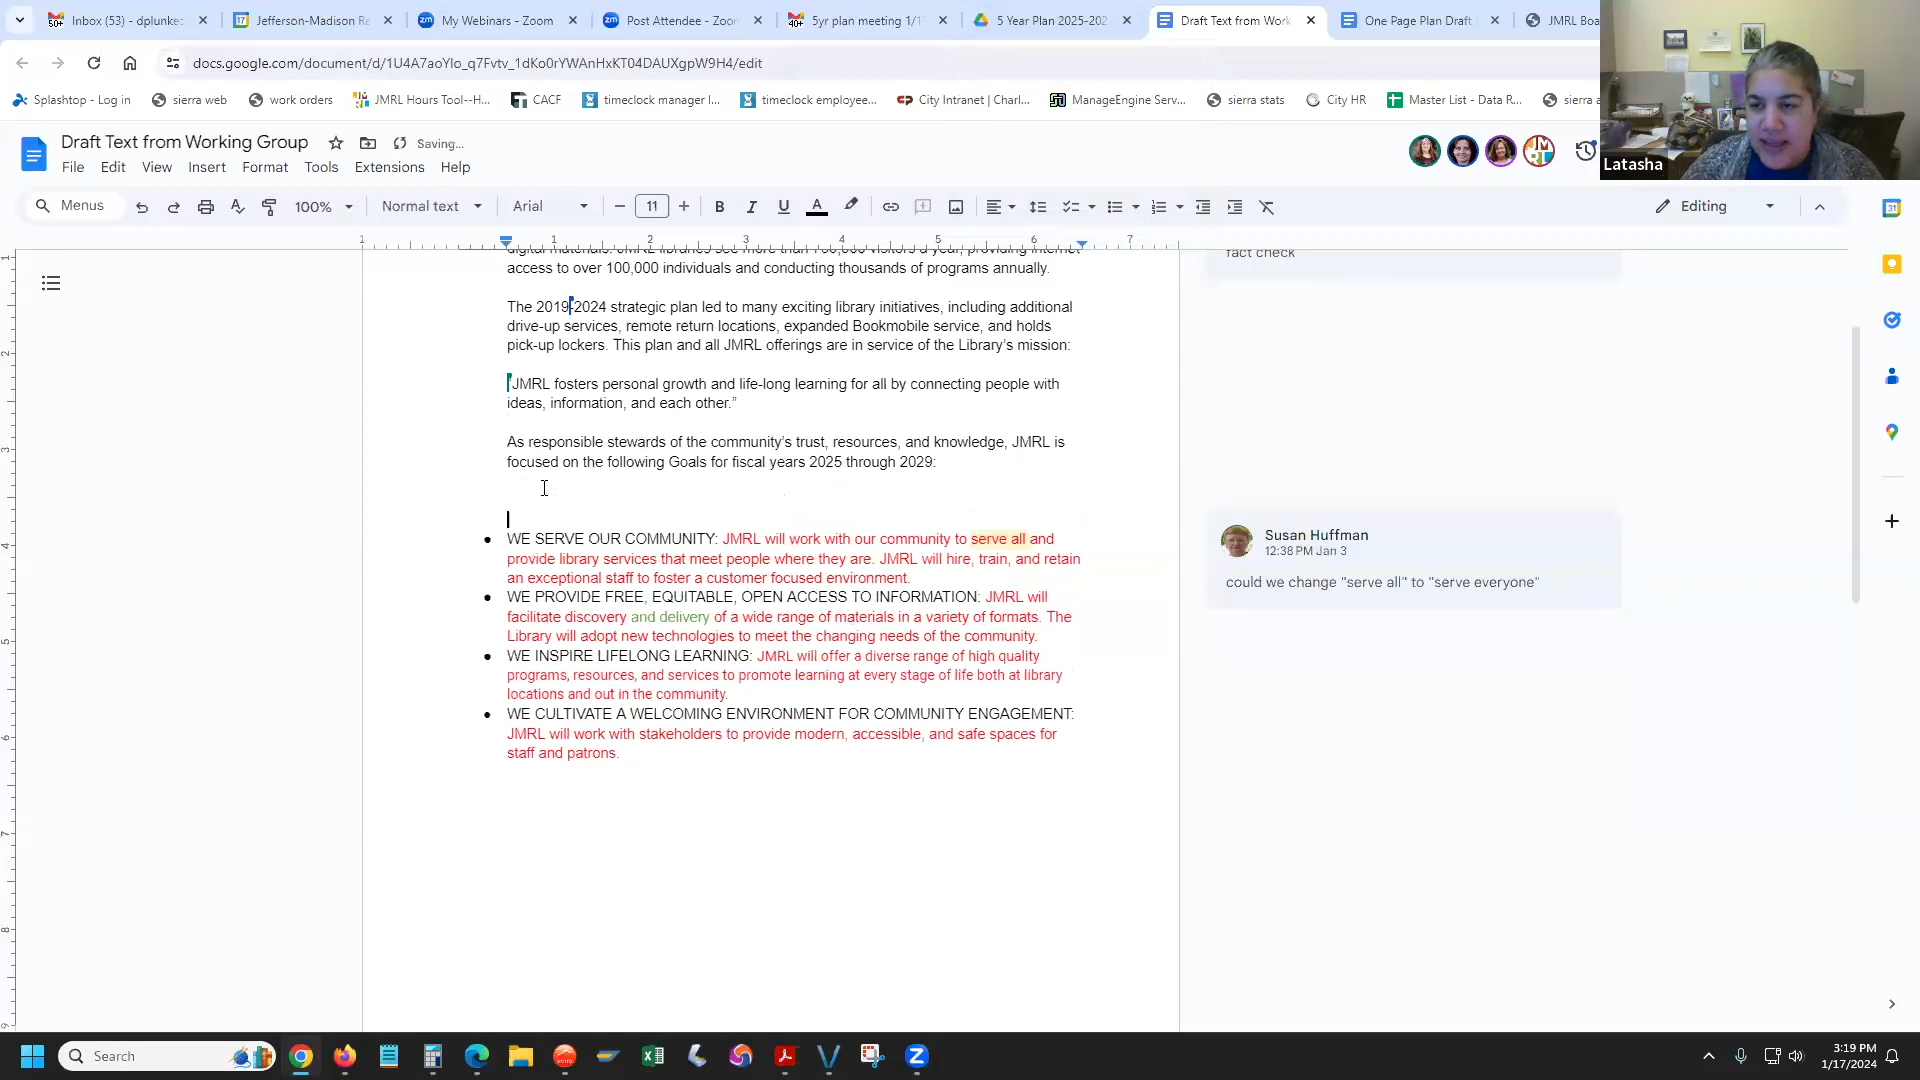 Inbox (53) - dplunke
Jefferson-Madison Re
My Webinars - Zoom
Post Attendee - Zoo
5yr plan meeting 1/1
5 Year Plan 2025-202
Draft Text from Work
One Page Plan Draft
JMRL Boa
docs.google.com/document/d/1U4A7aoYIo_q7Fvtv_1dKo0rYWAnHxKT04DAUXgpW9H4/edit
Splashtop - Log in
sierra web
work orders
JMRL Hours Tool--H...
CACF
timeclock manager l...
timeclock employee...
City Intranet | Charl...
ManageEngine Serv...
sierra stats
City HR
Master List - Data R...
sierra a
Latasha
Draft Text from Working Group
Saving...
File Edit View Insert Format Tools Extensions Help
Menus
100%
Normal text
Arial
11
Editing
digital materials. JMRL libraries see more than
visitors a year, providing internet
access to over 100,000 individuals and conducting thousands of programs annually.
fact check
The 2019-2024 strategic plan led to many exciting library initiatives, including additional
drive-up services, remote return locations, expanded Bookmobile service, and holds
pick-up lockers. This plan and all JMRL offerings are in service of the Library's mission:
"JMRL fosters personal growth and life-long learning for all by connecting people with
ideas, information, and each other."
As responsible stewards of the community's trust, resources, and knowledge, JMRL is
focused on the following Goals for fiscal years 2025 through 2029:
● WE SERVE OUR COMMUNITY: JMRL will work with our community to serve all and
provide library services that meet people where they are. JMRL will hire, train, and retain
an exceptional staff to foster a customer focused environment.
● WE PROVIDE FREE, EQUITABLE, OPEN ACCESS TO INFORMATION: JMRL will
facilitate discovery and delivery of a wide range of materials in a variety of formats. The
Library will adopt new technologies to meet the changing needs of the community.
● WE INSPIRE LIFELONG LEARNING: JMRL will offer a diverse range of high quality
programs, resources, and services to promote learning at every stage of life both at library
locations and out in the community.
● WE CULTIVATE A WELCOMING ENVIRONMENT FOR COMMUNITY ENGAGEMENT:
JMRL will work with stakeholders to provide modern, accessible, and safe spaces for
staff and patrons.
Susan Huffman
12:38 PM Jan 3
could we change "serve all" to "serve everyone"
Search
3:19 PM
1/17/2024